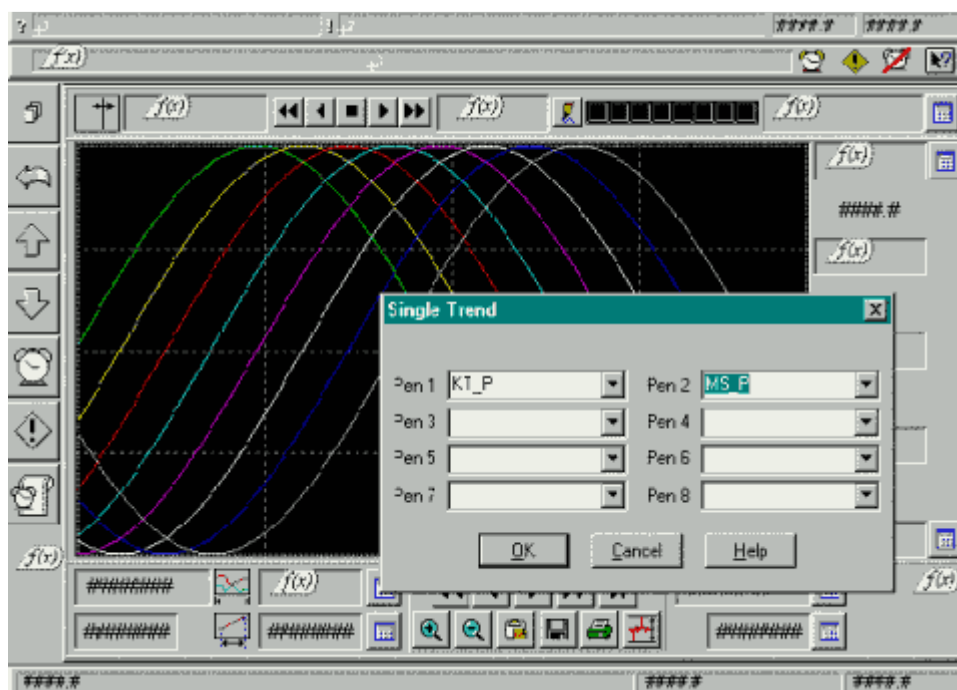 ? !
####.# ####.#
f(x)
f(x) f(x) f(x)
f(x)
####.#
f(x)
Single Trend
Pen 1 KT_P Pen 2 MS_P
Pen 3 Pen 4
Pen 5 Pen 6
Pen 7 Pen 8
OK Cancel Help
f(x) f(x)
######## f(x)
######## ######## ########
####.# ####.# ####.#